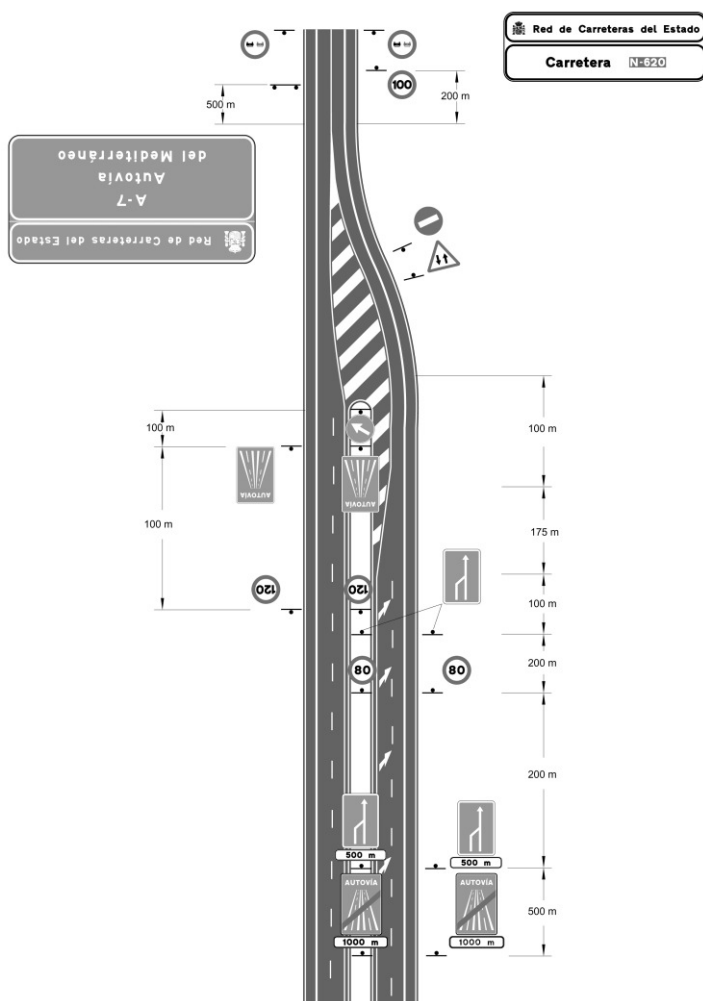 Red de Carreteras del Estado
Carretera N-620
100
500 m
200 m
A-7
Autovía
del Mediterráneo
Red de Carreteras del Estado
100 m
100 m
AUTOVÍA
AUTOVÍA
100 m
175 m
120
120
100 m
80
80
200 m
200 m
500 m
500 m
AUTOVÍA
AUTOVÍA
500 m
1000 m
1000 m